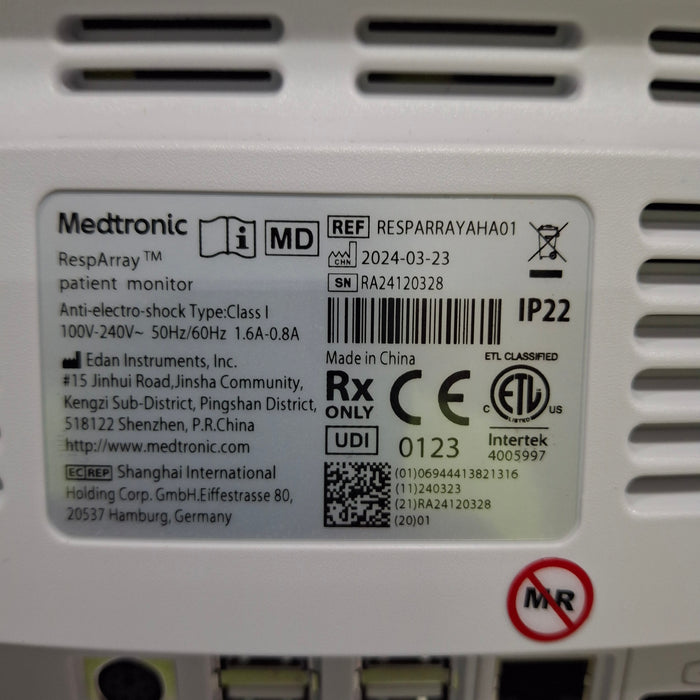 Medtronic
RespArray™
patient monitor
MD
REF RESPARRAYAHA01
CHN 2024-03-23
SN RA24120328
IP22
Anti-electro-shock Type:Class I
100V-240V~ 50Hz/60Hz 1.6A-0.8A
Edan Instruments, Inc.
#15 Jinhui Road,Jinsha Community,
Kengzi Sub-District, Pingshan District,
518122 Shenzhen, P.R.China
http://www.medtronic.com
EC REP Shanghai International
Holding Corp. GmbH.Eiffestrasse 80,
20537 Hamburg, Germany
Made in China
Rx
ONLY
CE
0123
ETL CLASSIFIED
C ETL US
LISTED
Intertek
4005997
UDI
(01)06944413821316
(11)240323
(21)RA24120328
(20)01
MR